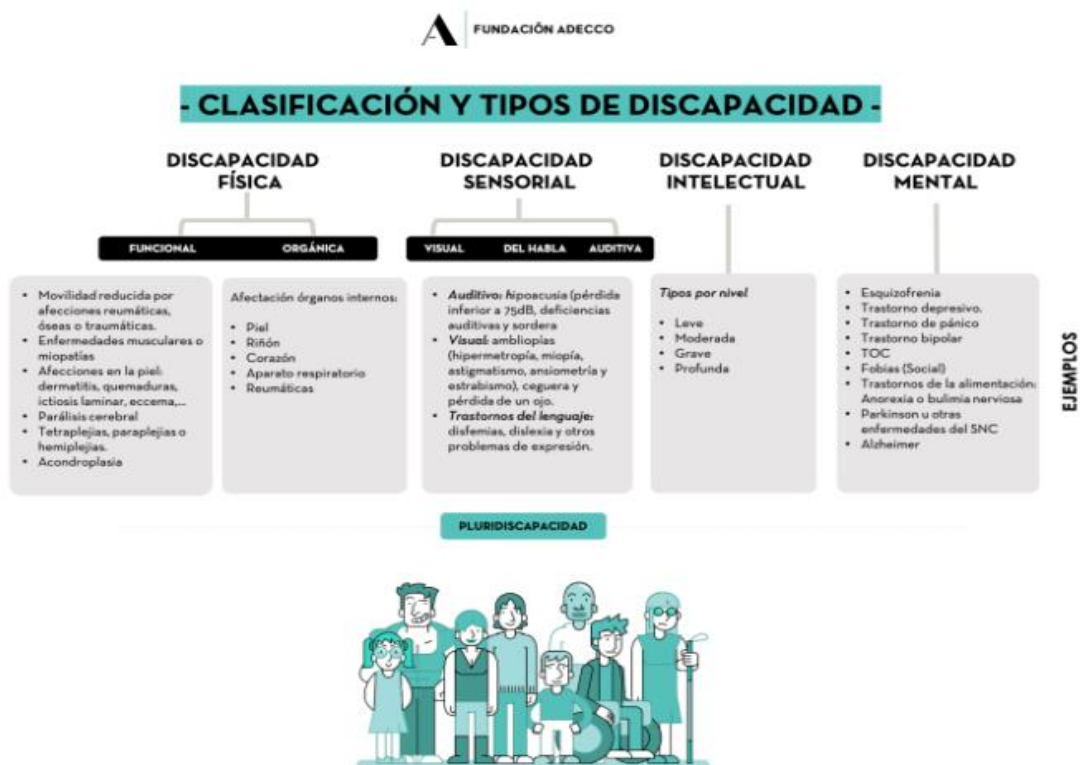 FUNDACIÓN ADECCO
- CLASIFICACIÓN Y TIPOS DE DISCAPACIDAD -
DISCAPACIDAD
FÍSICA
FUNCIONAL
ORGÁNICA
• Movilidad reducida por
afecciones reumáticas,
óseas o traumáticas.
• Enfermedades musculares o
miopatías
• Afecciones en la piel:
dermatitis, quemaduras,
ictiosis laminar, eccema,...
• Parálisis cerebral
• Tetraplejias, paraplejias o
hemiplejias.
• Acondroplasia
Afectación órganos internos:
• Piel
• Riñón
• Corazón
• Aparato respiratorio
• Reumáticas
DISCAPACIDAD
SENSORIAL
VISUAL
DEL HABLA
AUDITIVA
• Auditivo: hipoacusia (pérdida
inferior a 75dB, deficiencias
auditivas y sordera
• Visual: ambliopías
(hipermetropía, miopía,
astigmatismo, ansiometría y
estrabismo), ceguera y
pérdida de un ojo.
• Trastornos del lenguaje:
disfemias, dislexia y otros
problemas de expresión.
DISCAPACIDAD
INTELECTUAL
Tipos por nivel
• Leve
• Moderada
• Grave
• Profunda
DISCAPACIDAD
MENTAL
• Esquizofrenia
• Trastorno depresivo.
• Trastorno de pánico
• Trastorno bipolar
• TOC
• Fobias (Social)
• Trastornos de la alimentación:
Anorexia o bulimia nerviosa
• Parkinson u otras
enfermedades del SNC
• Alzheimer
EJEMPLOS
PLURIDISCAPACIDAD